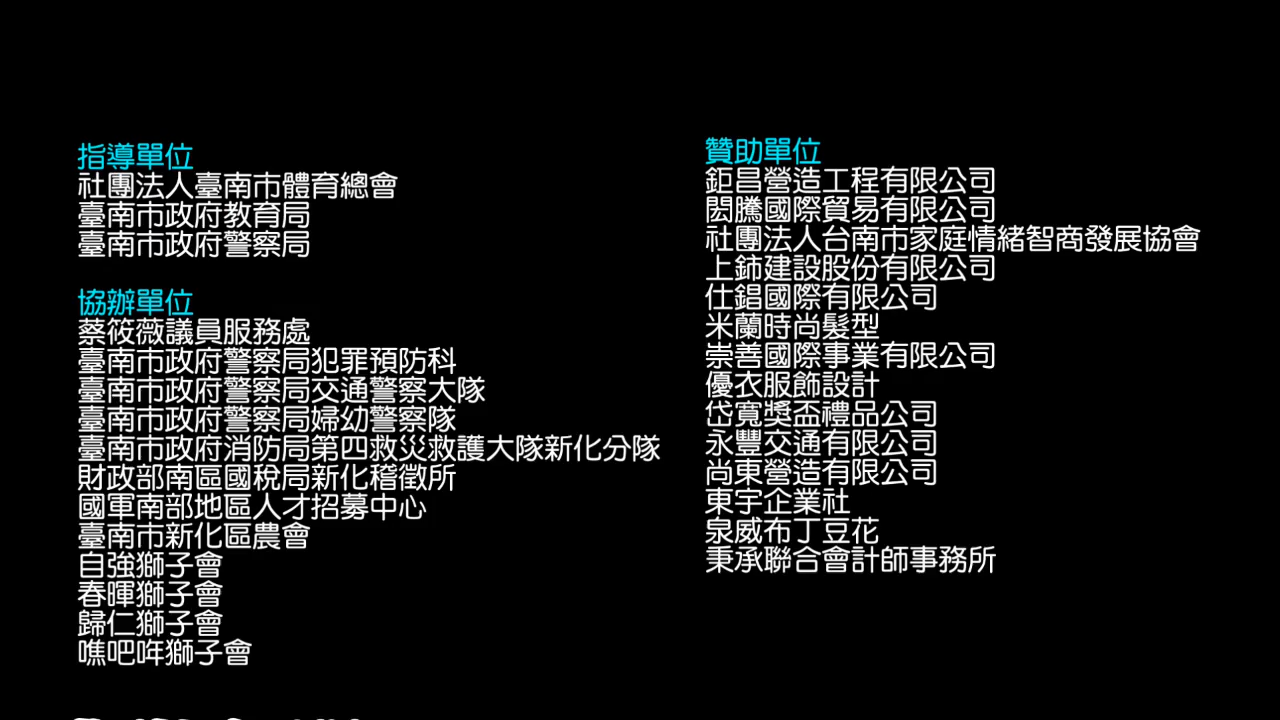 指導單位
社團法人臺南市體育總會
臺南市政府教育局
臺南市政府警察局
協辦單位
蔡筱薇議員服務處
臺南市政府警察局犯罪預防科
臺南市政府警察局交通警察大隊
臺南市政府警察局婦幼警察隊
臺南市政府消防局第四救災救護大隊新化分隊
財政部南區國稅局新化稽徵所
國軍南部地區人才招募中心
臺南市新化區農會
自強獅子會
春暉獅子會
歸仁獅子會
噍吧哖獅子會
贊助單位
鉅昌營造工程有限公司
閎騰國際貿易有限公司
社團法人台南市家庭情緒智商發展協會
上鈰建設股份有限公司
仕錩國際有限公司
米蘭時尚髮型
崇善國際事業有限公司
優衣服飾設計
岱寬獎盃禮品公司
永豐交通有限公司
尚東營造有限公司
東宇企業社
泉威布丁豆花
秉承聯合會計師事務所